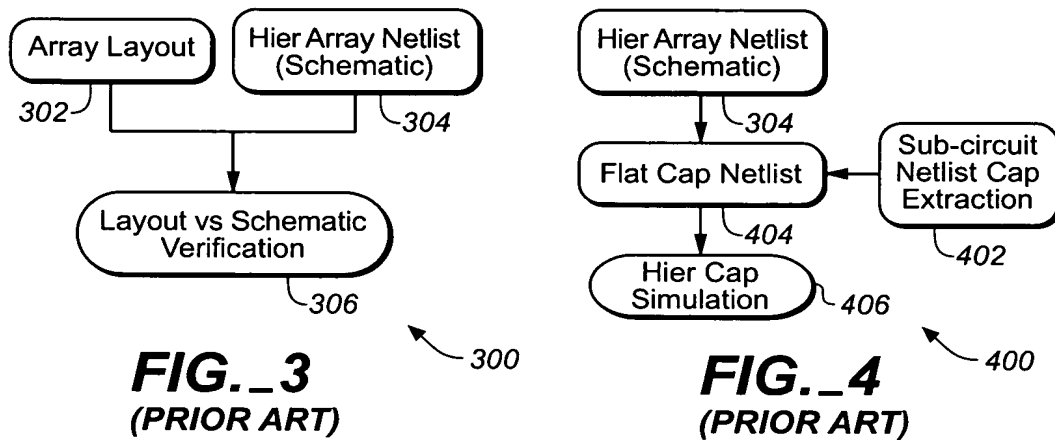 Array Layout
302
Hier Array Netlist
(Schematic)
304
Layout vs Schematic
Verification
306
300
FIG._3
(PRIOR ART)
Hier Array Netlist
(Schematic)
304
Flat Cap Netlist
404
Sub-circuit
Netlist Cap
Extraction
402
Hier Cap
Simulation
406
400
FIG._4
(PRIOR ART)